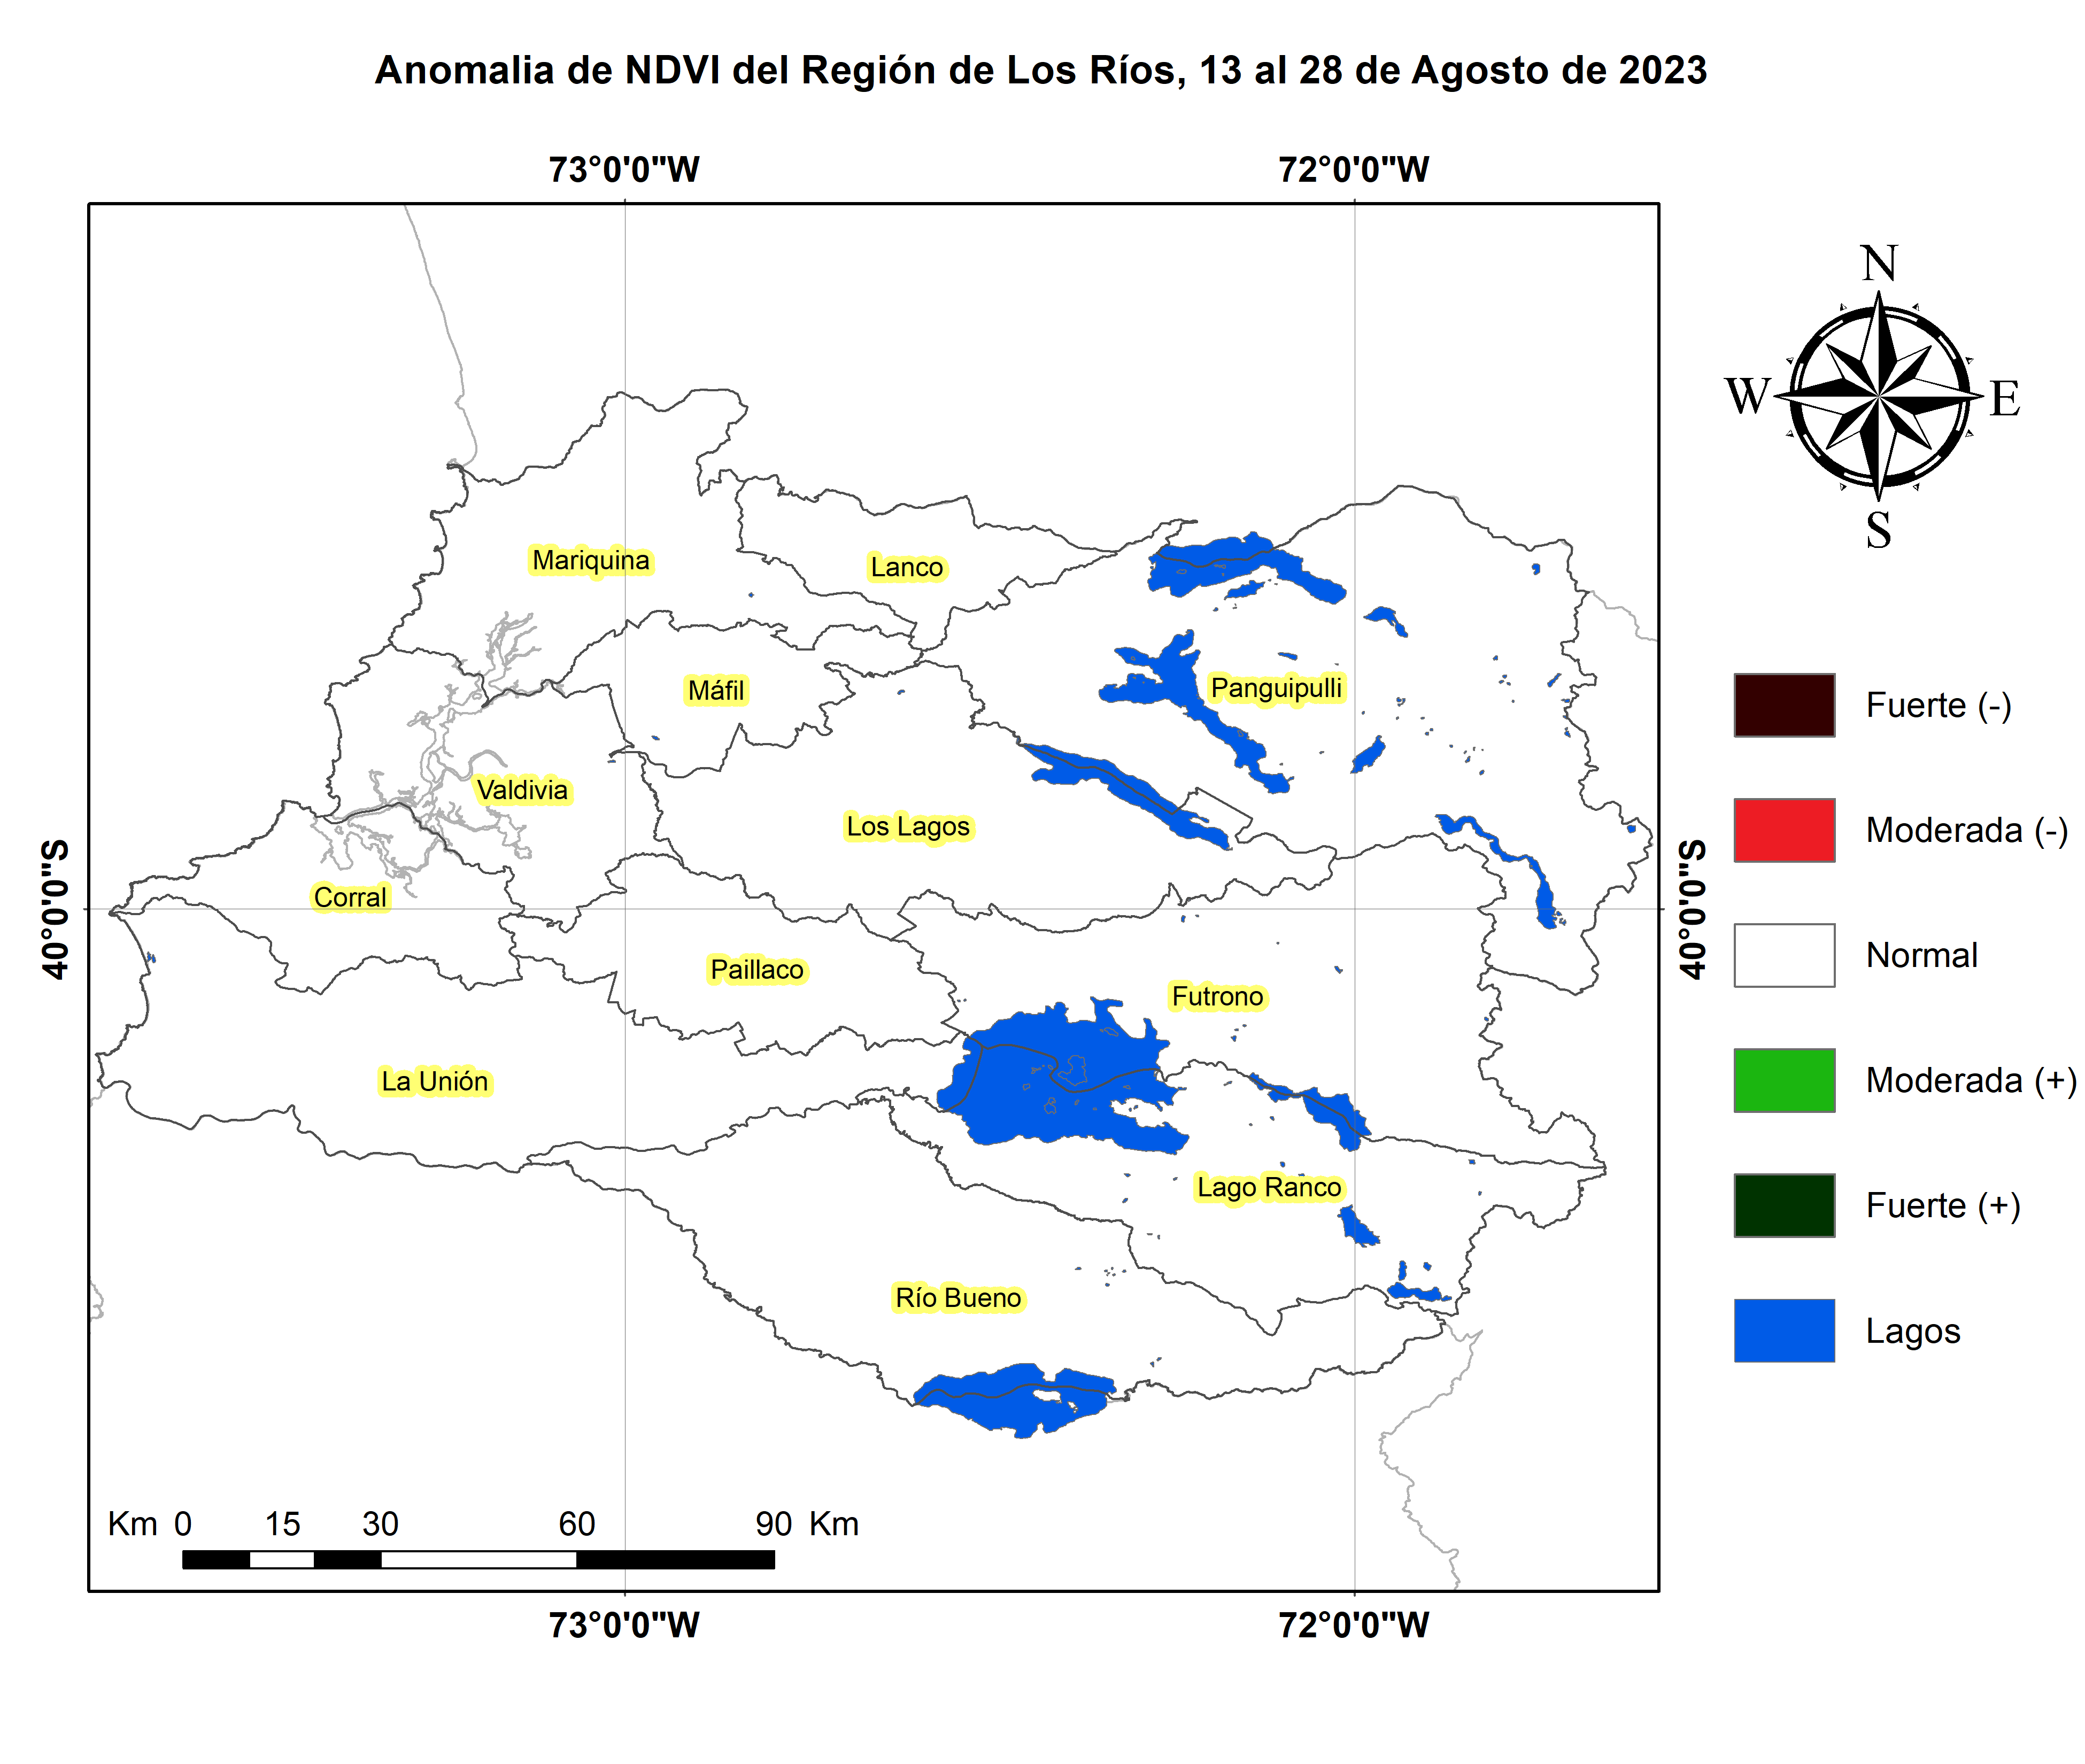 Anomalia de NDVI del Región de Los Ríos, 13 al 28 de Agosto de 2023
73°0'0"W
72°0'0"W
N
W
E
S
Mariquina
Lanco
Máfil
Panguipulli
Valdivia
Los Lagos
Corral
40°0'0"S
40°0'0"S
Paillaco
Futrono
La Unión
Lago Ranco
Río Bueno
Fuerte (-)
Moderada (-)
Normal
Moderada (+)
Fuerte (+)
Lagos
Km 0 15 30 60 90 Km
73°0'0"W
72°0'0"W